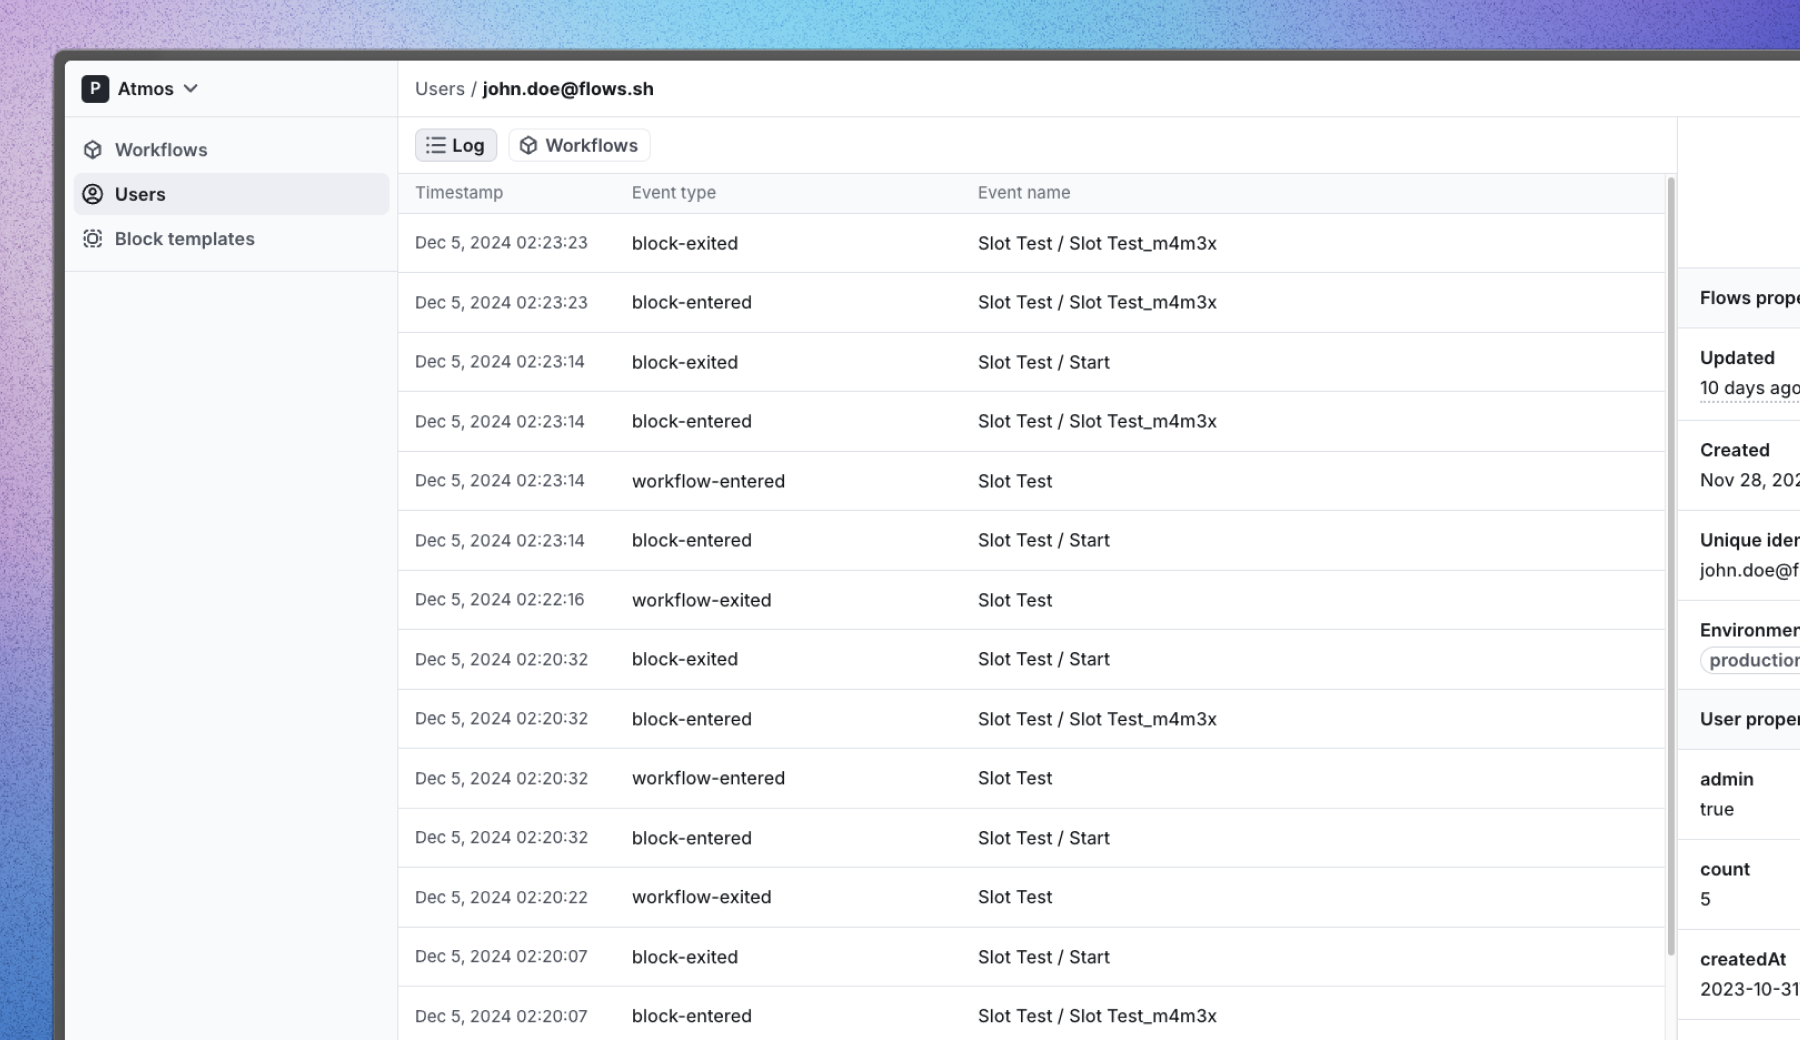 P Atmos
Workflows
Users
Block templates
Users / john.doe@flows.sh
Log Workflows
Timestamp Event type Event name
Dec 5, 2024 02:23:23 block-exited Slot Test / Slot Test_m4m3x
Dec 5, 2024 02:23:23 block-entered Slot Test / Slot Test_m4m3x
Dec 5, 2024 02:23:14 block-exited Slot Test / Start
Dec 5, 2024 02:23:14 block-entered Slot Test / Slot Test_m4m3x
Dec 5, 2024 02:23:14 workflow-entered Slot Test
Dec 5, 2024 02:23:14 block-entered Slot Test / Start
Dec 5, 2024 02:22:16 workflow-exited Slot Test
Dec 5, 2024 02:20:32 block-exited Slot Test / Start
Dec 5, 2024 02:20:32 block-entered Slot Test / Slot Test_m4m3x
Dec 5, 2024 02:20:32 workflow-entered Slot Test
Dec 5, 2024 02:20:32 block-entered Slot Test / Start
Dec 5, 2024 02:20:22 workflow-exited Slot Test
Dec 5, 2024 02:20:07 block-exited Slot Test / Start
Dec 5, 2024 02:20:07 block-entered Slot Test / Slot Test_m4m3x
Flows prope
Updated
10 days ago
Created
Nov 28, 202
Unique iden
john.doe@f
Environmen
production
User proper
admin
true
count
5
createdAt
2023-10-31